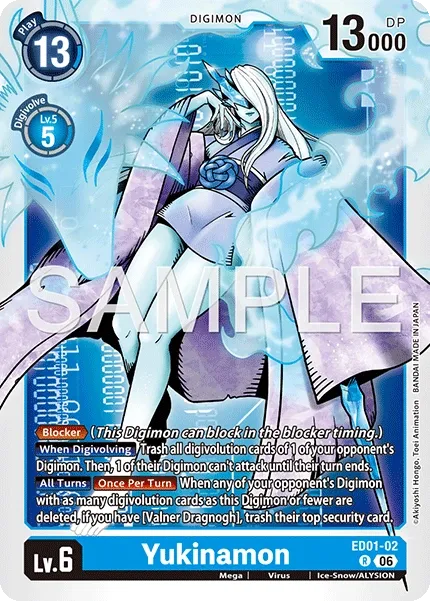 Play
13
DIGIMON
DP
13000
Digivolve
Lv.5
5
SAMPLE
Blocker (This Digimon can block in the blocker timing.)
When Digivolving Trash all digivolution cards of 1 of your opponent's
Digimon. Then, 1 of their Digimon can't attack until their turn ends.
All Turns Once Per Turn When any of your opponent's Digimon
with as many digivolution cards as this Digimon or fewer are
deleted, if you have [Valner Dragnogh], trash their top security card.
©Akiyoshi Hongo, Toei Animation BANDAI MADE IN JAPAN
ED01-02
Lv.6
Yukinamon
R 06
Mega Virus Ice-Snow/ALYSION